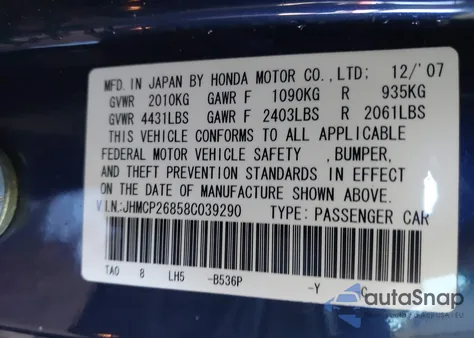 MFD. IN JAPAN BY HONDA MOTOR CO., LTD: 12/'07
GVWR 2010KG GAWR F 1090KG R 935KG
GVWR 4431LBS GAWR F 2403LBS R 2061LBS
THIS VEHICLE CONFORMS TO ALL APPLICABLE
FEDERAL MOTOR VEHICLE SAFETY ,BUMPER,
AND THEFT PREVENTION STANDARDS IN EFFECT
ON THE DATE OF MANUFACTURE SHOWN ABOVE.
V.I.N.:JHMCP26858C039290 TYPE: PASSENGER CAR
TAO 8 LH5 -B536P -Y C
autaSnap